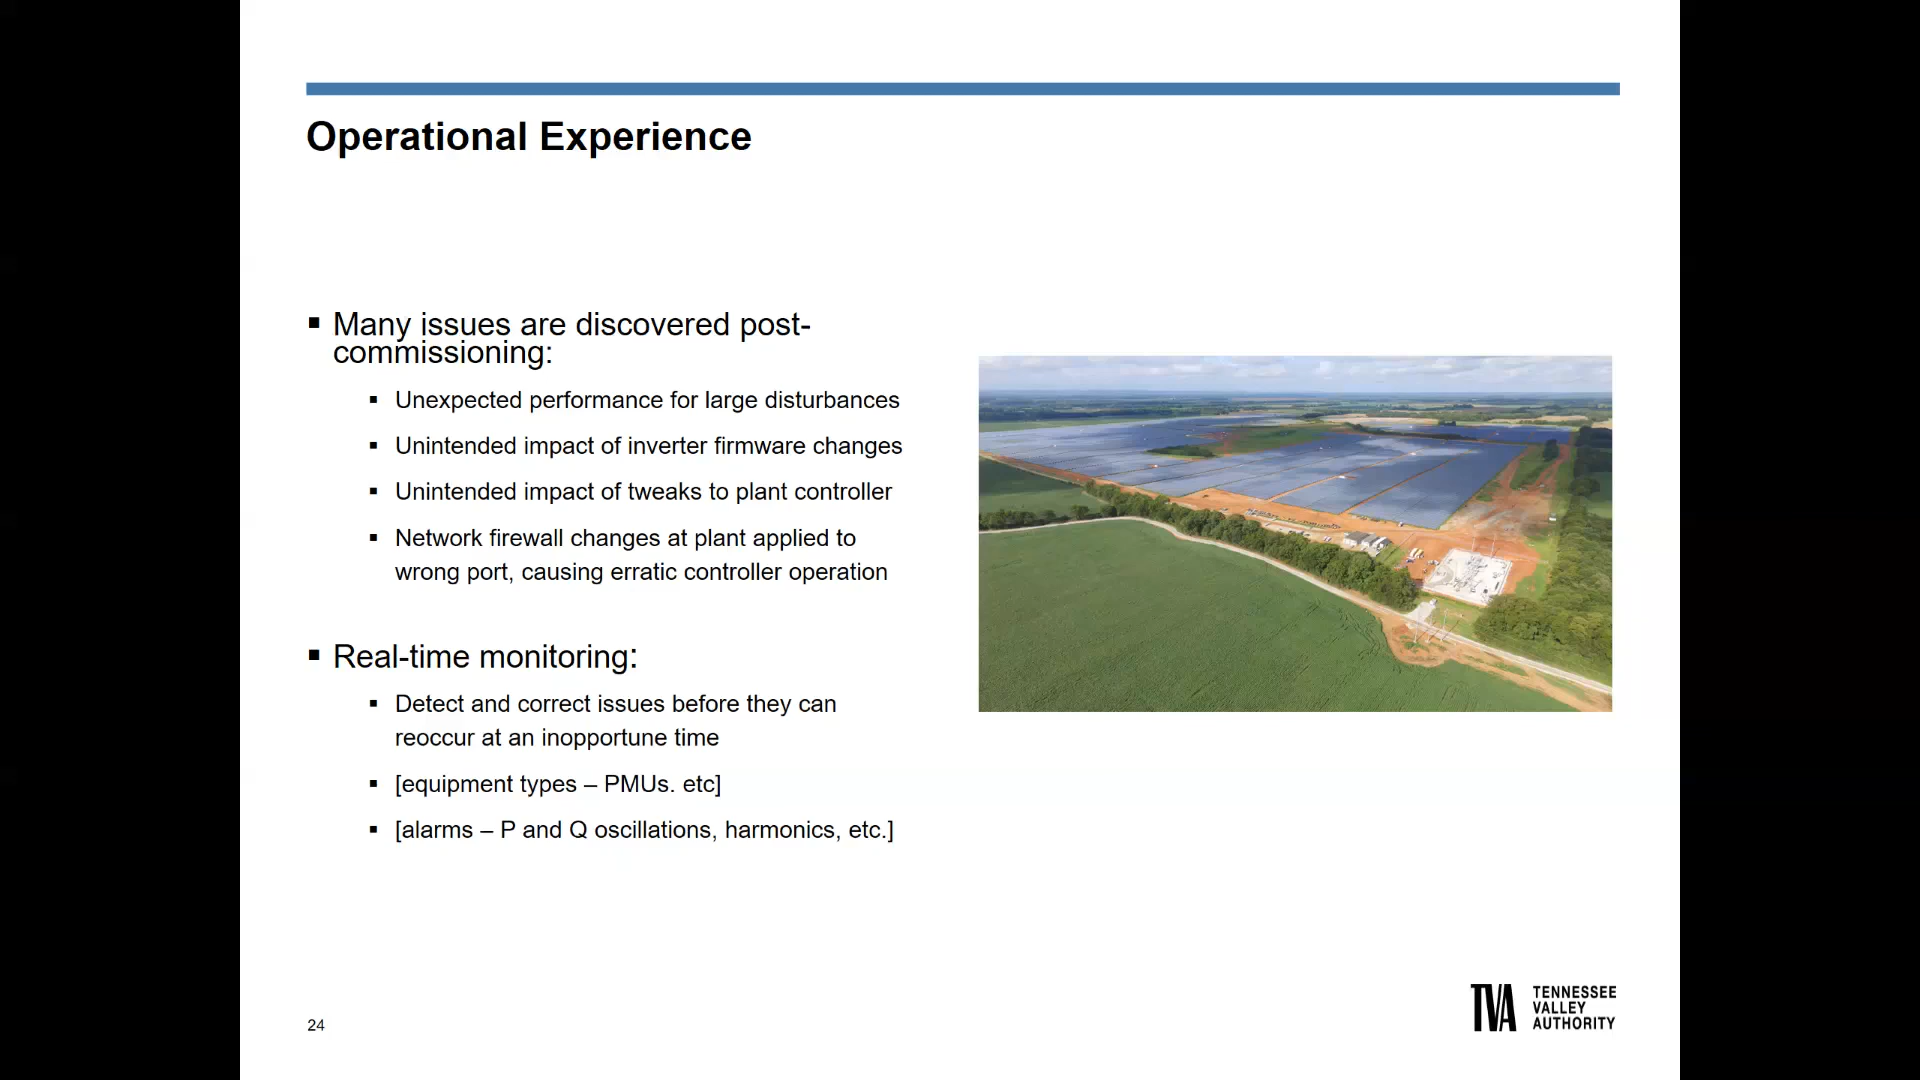 Operational Experience
▪ Many issues are discovered post-
commissioning:
▪ Unexpected performance for large disturbances
▪ Unintended impact of inverter firmware changes
▪ Unintended impact of tweaks to plant controller
▪ Network firewall changes at plant applied to
wrong port, causing erratic controller operation
▪ Real-time monitoring:
▪ Detect and correct issues before they can
reoccur at an inopportune time
▪ [equipment types – PMUs. etc]
▪ [alarms – P and Q oscillations, harmonics, etc.]
24
TVA
TENNESSEE
VALLEY
AUTHORITY